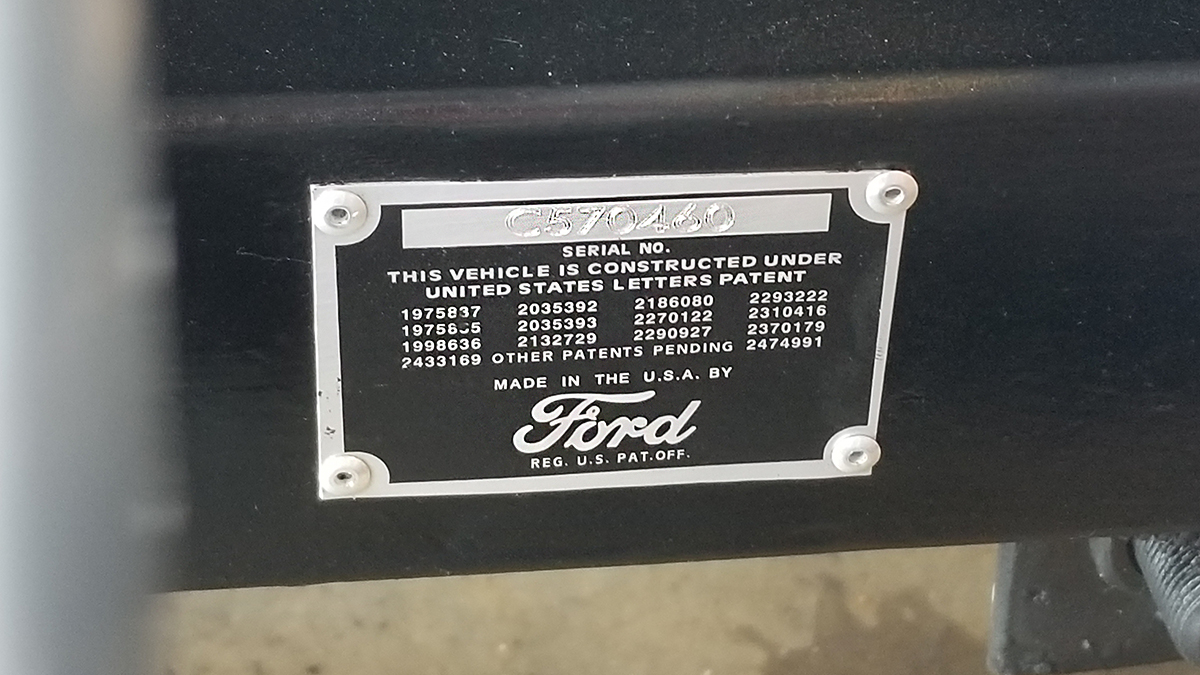 C570460
SERIAL NO.
THIS VEHICLE IS CONSTRUCTED UNDER
UNITED STATES LETTERS PATENT
1975837 2035392 2186080 2293222
2035393 2270122 2310416
1998636 2132729 2290927 2370179
2433169 OTHER PATENTS PENDING 2474991
MADE IN THE U.S.A. BY
Ford
REG. U.S. PAT. OFF.